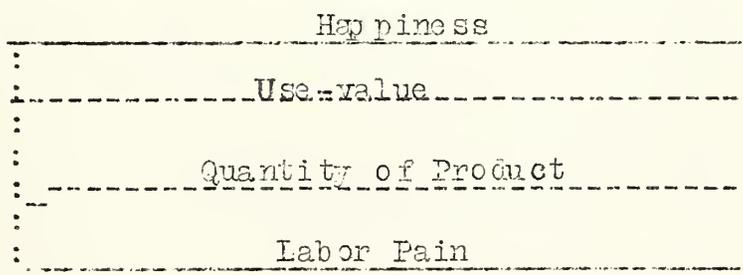 Happiness
Use-value
Quantity of Product
Labor Pain